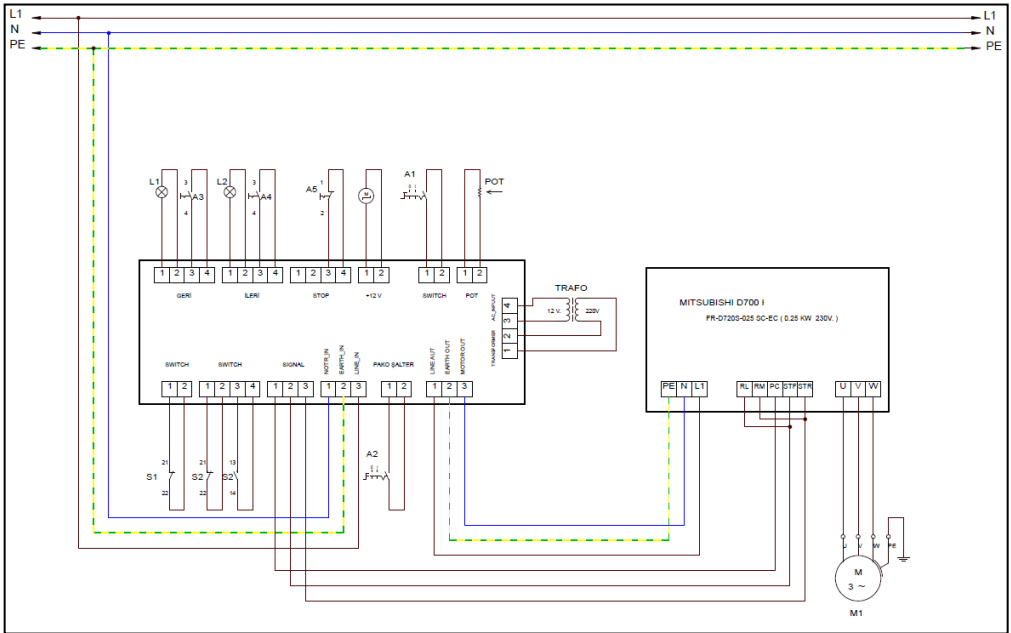 L1 L1
N N
PE PE
L1 3 A3 4
L2 3 A4 4
A5 1 2
M
A1
POT
1 2 3 4 1 2 3 4 1 2 3 4 1 2 1 2 1 2
GERİ İLERİ STOP +12 V SWITCH POT
TRAFO
12 V. 220V
4 3 2 1
TRANSFORMER AC_INPUUT
MITSUBISHI D700 I
FR-D720S-025 SC-EC ( 0.25 KW 230V. )
SWITCH SWITCH SIGNAL NOTR_IN EARTH_IN LINE_IN PAKO ŞALTER LINE AUT EARTH OUT MOTOR OUT
1 2 1 2 3 4 1 2 3 1 2 3 1 2 1 2 3
PE N L1 RL RM PC STF STR U V W
21 S1 22
21 S2 22
13 S2 14
A2
U V W PE
M
3 ~
M1